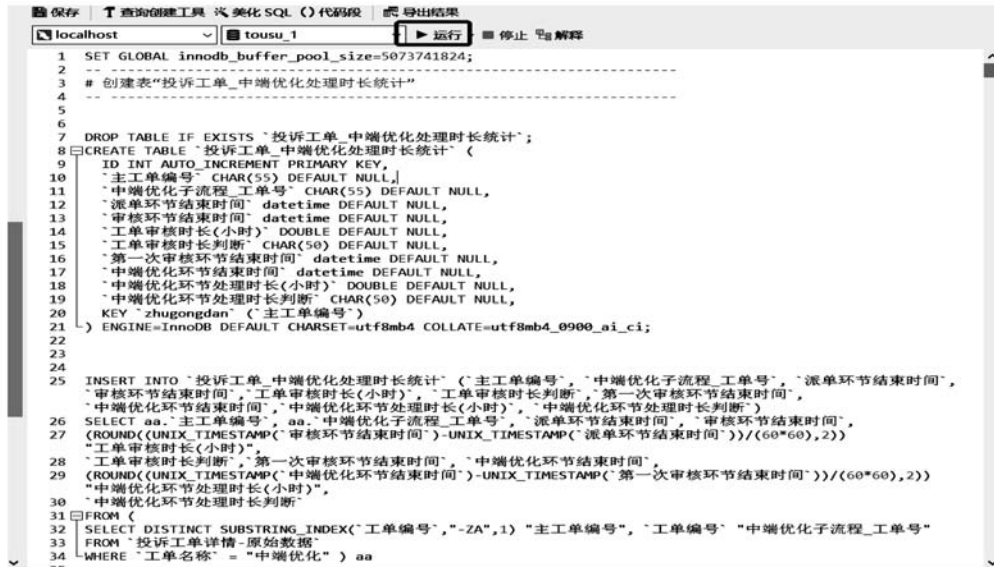 保存 查询创建工具 美化 SQL () 代码段 导出结果
localhost tousu_1 运行 停止 解释
1 SET GLOBAL innodb_buffer_pool_size=5073741824;
2 -- ----------------------------------------------------------------
3 # 创建表“投诉工单_中端优化处理时长统计”
4 -- ----------------------------------------------------------------
5
6
7 DROP TABLE IF EXISTS `投诉工单_中端优化处理时长统计`;
8 CREATE TABLE `投诉工单_中端优化处理时长统计` (
9 ID INT AUTO_INCREMENT PRIMARY KEY,
10 `主工单编号` CHAR(55) DEFAULT NULL,
11 `中端优化子流程_工单号` CHAR(55) DEFAULT NULL,
12 `派单环节结束时间` datetime DEFAULT NULL,
13 `审核环节结束时间` datetime DEFAULT NULL,
14 `工单审核时长(小时)` DOUBLE DEFAULT NULL,
15 `工单审核时长判断` CHAR(50) DEFAULT NULL,
16 `第一次审核环节结束时间` datetime DEFAULT NULL,
17 `中端优化环节结束时间` datetime DEFAULT NULL,
18 `中端优化环节处理时长(小时)` DOUBLE DEFAULT NULL,
19 `中端优化环节处理时长判断` CHAR(50) DEFAULT NULL,
20 KEY `zhugongdan` (`主工单编号`)
21 ) ENGINE=InnoDB DEFAULT CHARSET=utf8mb4 COLLATE=utf8mb4_0900_ai_ci;
22
23
24
25 INSERT INTO `投诉工单_中端优化处理时长统计` (`主工单编号`, `中端优化子流程_工单号`, `派单环节结束时间`,
`审核环节结束时间`,`工单审核时长(小时)`, `工单审核时长判断`,`第一次审核环节结束时间`,
`中端优化环节结束时间`,`中端优化环节处理时长(小时)`, `中端优化环节处理时长判断`)
26 SELECT aa.`主工单编号`, aa.`中端优化子流程_工单号`, `派单环节结束时间`, `审核环节结束时间`,
27 (ROUND((UNIX_TIMESTAMP(`审核环节结束时间`)-UNIX_TIMESTAMP(`派单环节结束时间`))/(60*60),2))
"工单审核时长(小时)",
28 `工单审核时长判断`,`第一次审核环节结束时间`, `中端优化环节结束时间`,
29 (ROUND((UNIX_TIMESTAMP(`中端优化环节结束时间`)-UNIX_TIMESTAMP(`第一次审核环节结束时间`))/(60*60),2))
"中端优化环节处理时长(小时)",
30 `中端优化环节处理时长判断`
31 FROM (
32 SELECT DISTINCT SUBSTRING_INDEX(`工单编号`,"-ZA",1) "主工单编号", `工单编号` "中端优化子流程_工单号"
33 FROM `投诉工单详情-原始数据`
34 WHERE `工单名称` = "中端优化" ) aa